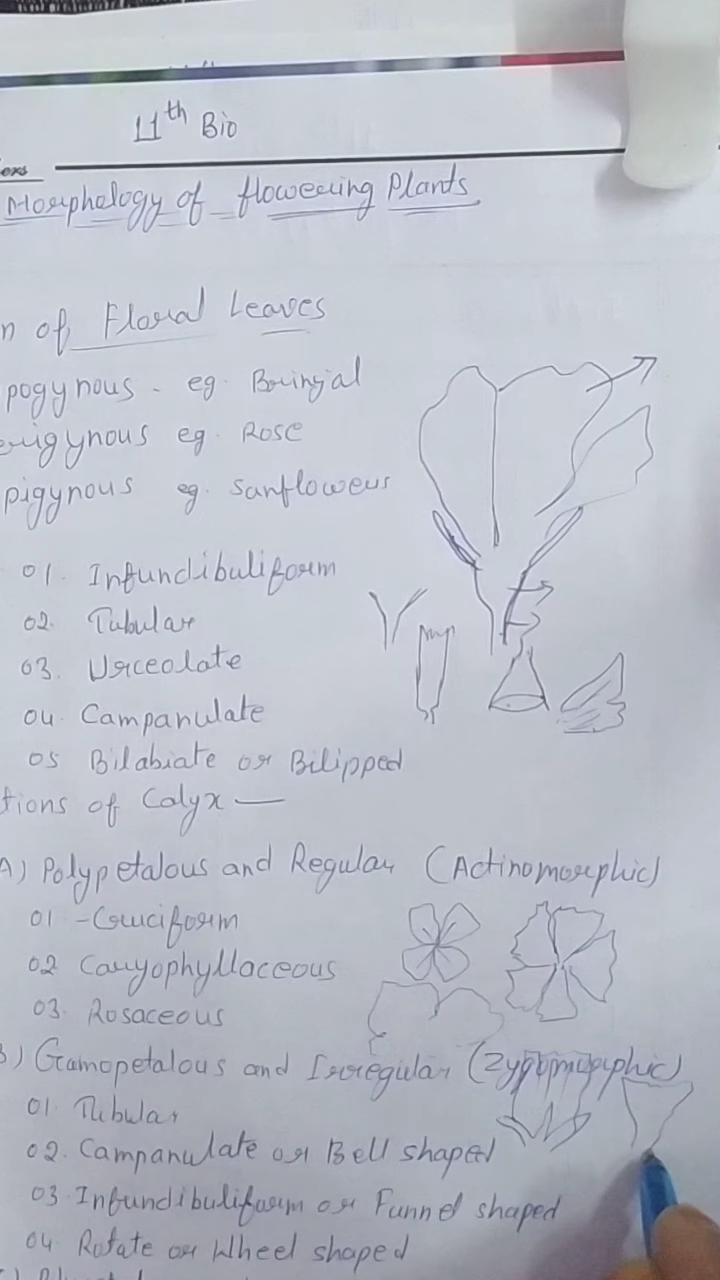 11th Bio
Morphology of flowering Plants
n of Floral Leaves
pogynous - eg. Brinjal
erigynous eg. Rose
pigynous eg. Sanflower
01. Infundibuliform
02. Tubular
03. Urceolate
04. Campanulate
05 Bilabiate or Bilipped
tions of Calyx —
A) Polypetalous and Regular (Actinomorphic)
01 - Cruciform
02 Caryophyllaceous
03. Rosaceous
B) Gamopetalous and Irregular (Zygomorphic)
01. Tubular
02. Campanulate or Bell shaped
03. Infundibuliform or Funnel shaped
04. Rotate or Wheel shaped